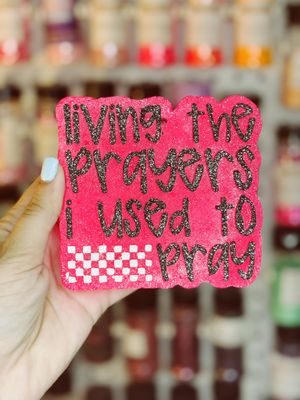 living the
prayers
i used to
pray